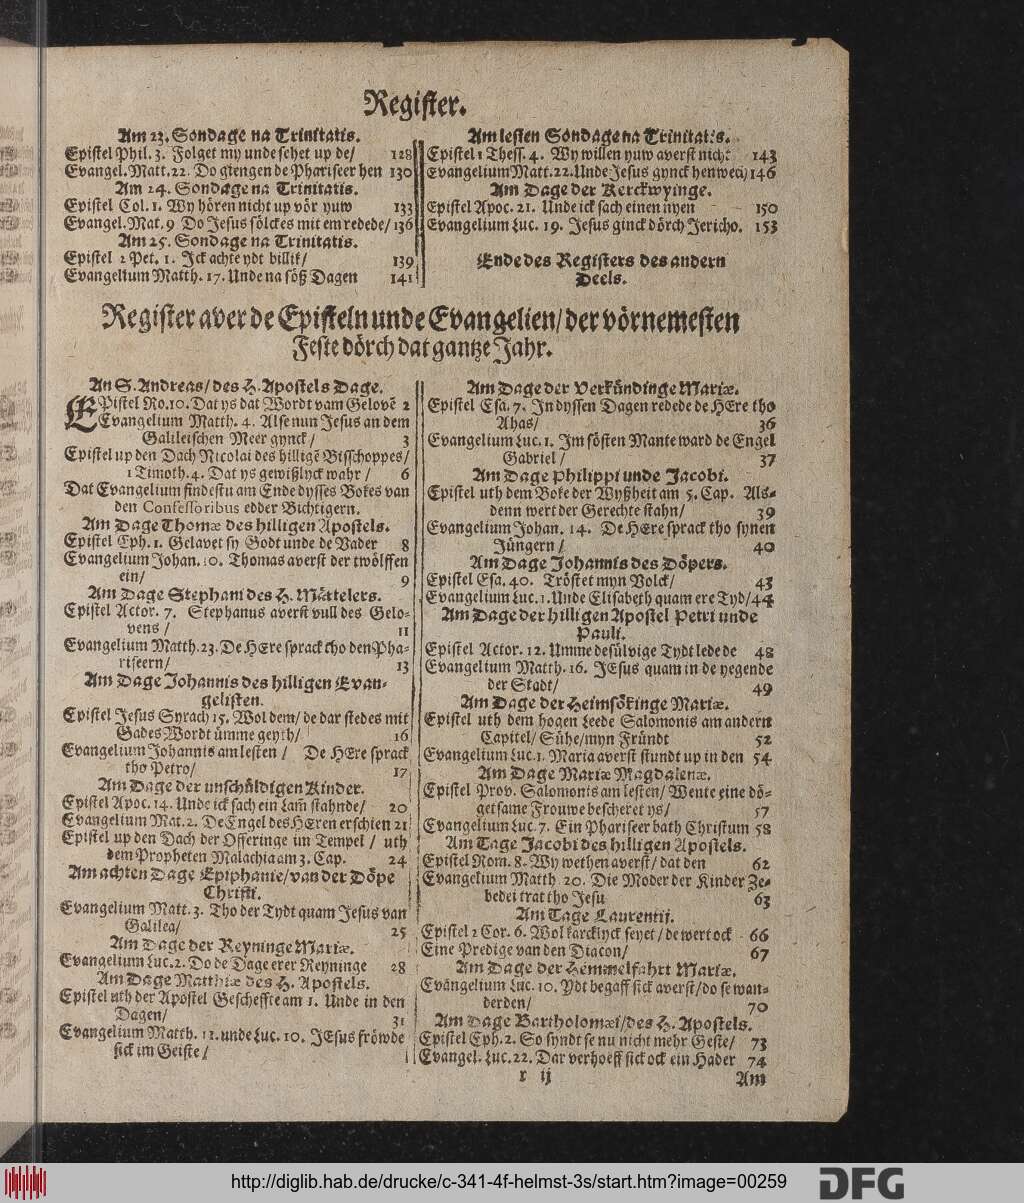 Register.
Am 23. Sondage na Trinitatis.
Epistel Phil. 3. Folget my unde sehet up de/ 128
Evangel. Matt. 22. Do giengen de Phariseer hen 130
Am 24. Sondage na Trinitatis.
Epistel Col. 1. Wy hören nicht up vör yuw 133
Evangel. Mat. 9 Do Jesus sölckes mit em redede/ 136
Am 25. Sondage na Trinitatis.
Epistel 2 Pet. 1. Ick achte ydt billik/ 139
Evangelium Matth. 17. Unde na söß Dagen 141
Am lesten Sondage na Trinitatis.
Epistel 1 Thess. 4. Wy willen yuw averst nicht 143
Evangelium Matt. 22. Unde Jesus gynck henwech 146
Am Dage der Kerckwyinge.
Epistel Apoc. 21. Unde ick sach einen nyen 150
Evangelium Luc. 19. Jesus ginck dörch Jericho. 153
Ende des Registers des andern
Deels.
Register aver de Episteln unde Evangelien/ der vörnemesten
Feste dörch dat gantze Jahr.
An S. Andreas/ des H. Apostels Dage.
EPistel Ro. 10. Dat ys dat Wordt vam Gelovē 2
Evangelium Matth. 4. Alse nun Jesus an dem
Galileischen Meer gynck/ 3
Epistel up den Dach Nicolai des hilligē Bisschoppes/
1 Timoth. 4. Dat ys gewißlyck wahr/ 6
Dat Evangelium findestu am Ende dysses Bokes van
den Confessoribus edder Bichtigern.
Am Dage Thomæ des hilligen Apostels.
Epistel Eph. 1. Gelavet sy Godt unde de Vader 8
Evangelium Johan. 10. Thomas averst der twölffen
ein/ 9
Am Dage Stephani des H. Märtelers.
Epistel Actor. 7. Stephanus averst vull des Gelo-
vens/ 11
Evangelium Matth. 23. De HEre sprack tho den Pha-
riseern/ 13
Am Dage Johannis des hilligen Evan-
gelisten.
Epistel Jesus Syrach 15. Wol dem/ de dar stedes mit
Gades Wordt ümme geyth/ 16
Evangelium Johannis am lesten/ De HEre sprack
tho Petro/ 17
Am Dage der unschüldigen Kinder.
Epistel Apoc. 14. Unde ick sach ein Lam̄ stahnde/ 20
Evangelium Mat. 2. De Engel des HEren erschien 21
Epistel up den Dach der Offeringe im Tempel/ uth
dem Propheten Malachia am 3. Cap. 24
Am achten Dage Epiphanie/ van der Döpe
Christi.
Evangelium Matt. 3. Tho der Tydt quam Jesus van
Galilea/ 25
Am Dage der Reyninge Mariæ.
Evangelium Luc. 2. Do de Dage erer Reyninge 28
Am Dage Matthiæ des H. Apostels.
Epistel uth der Apostel Gescheffte am 1. Unde in den
Dagen/ 31
Evangelium Matth. 11. unde Luc. 10. JEsus fröwde
sick im Geiste/
Am Dage der Verkündinge Mariæ.
Epistel Esa. 7. In dyssen Dagen redede de HEre tho
Ahas/ 36
Evangelium Luc. 1. Im sösten Mante ward de Engel
Gabriel/ 37
Am Dage Philippi unde Jacobi.
Epistel uth dem Boke der Wyßheit am 5. Cap. Als-
denn wert der Gerechte stahn/ 39
Evangelium Johan. 14. De HEre sprack tho synen
Jüngern/ 40
Am Dage Johannis des Döpers.
Epistel Esa. 40. Tröstet myn Volck/ 43
Evangelium Luc. 1. Unde Elisabeth quam ere Tyd/ 44
Am Dage der hilligen Apostel Petri unde
Pauli.
Epistel Actor. 12. Umme desülvige Tydt lede de 48
Evangelium Matth. 16. JEsus quam in de yegende
der Stadt/ 49
Am Dage der Heimsökinge Mariæ.
Epistel uth dem hogen Leede Salomonis am andern
Capitel/ Sühe/ myn Fründt 52
Evangelium Luc. 1. Maria averst stundt up in den 54
Am Dage Mariæ Magdalenæ.
Epistel Prov. Salomonis am lesten/ Wente eine dö-
getsame Frouwe bescheret ys/ 57
Evangelium Luc. 7. Ein Phariseer bath Christum 58
Am Tage Jacobi des hilligen Apostels.
Epistel Rom. 8. Wy wethen averst/ dat den 62
Evangelium Matth. 20. Die Moder der Kinder Ze-
bedei trat tho Jesu 63
Am Tage Laurentij.
Epistel 2 Cor. 6. Wol karcklyck seyet/ de wert ock 66
Eine Predige van den Diacon/ 67
Am Dage der Hemmelfahrt Mariæ.
Evangelium Luc. 10. Ydt begaff sick averst/ do se wan-
derden/ 70
Am Dage Bartholomæi/ des H. Apostels.
Epistel Eph. 2. So syndt se nu nicht mehr Geste/ 73
Evangel. Luc. 22. Dar verhoeff sick ock ein Hader 74
r ij
Am
http://diglib.hab.de/drucke/c-341-4f-helmst-3s/start.htm?image=00259
DFG